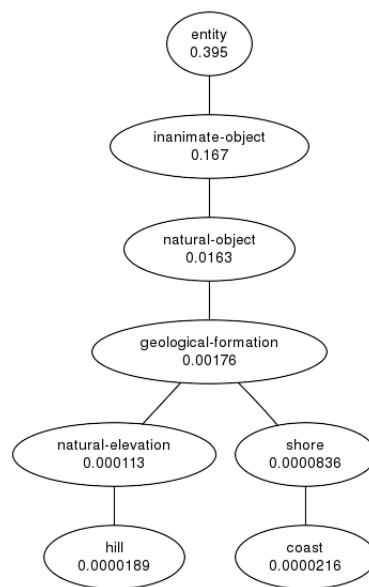 entity
0.395
inanimate-object
0.167
natural-object
0.0163
geological-formation
0.00176
natural-elevation
0.000113
shore
0.0000836
hill
0.0000189
coast
0.0000216